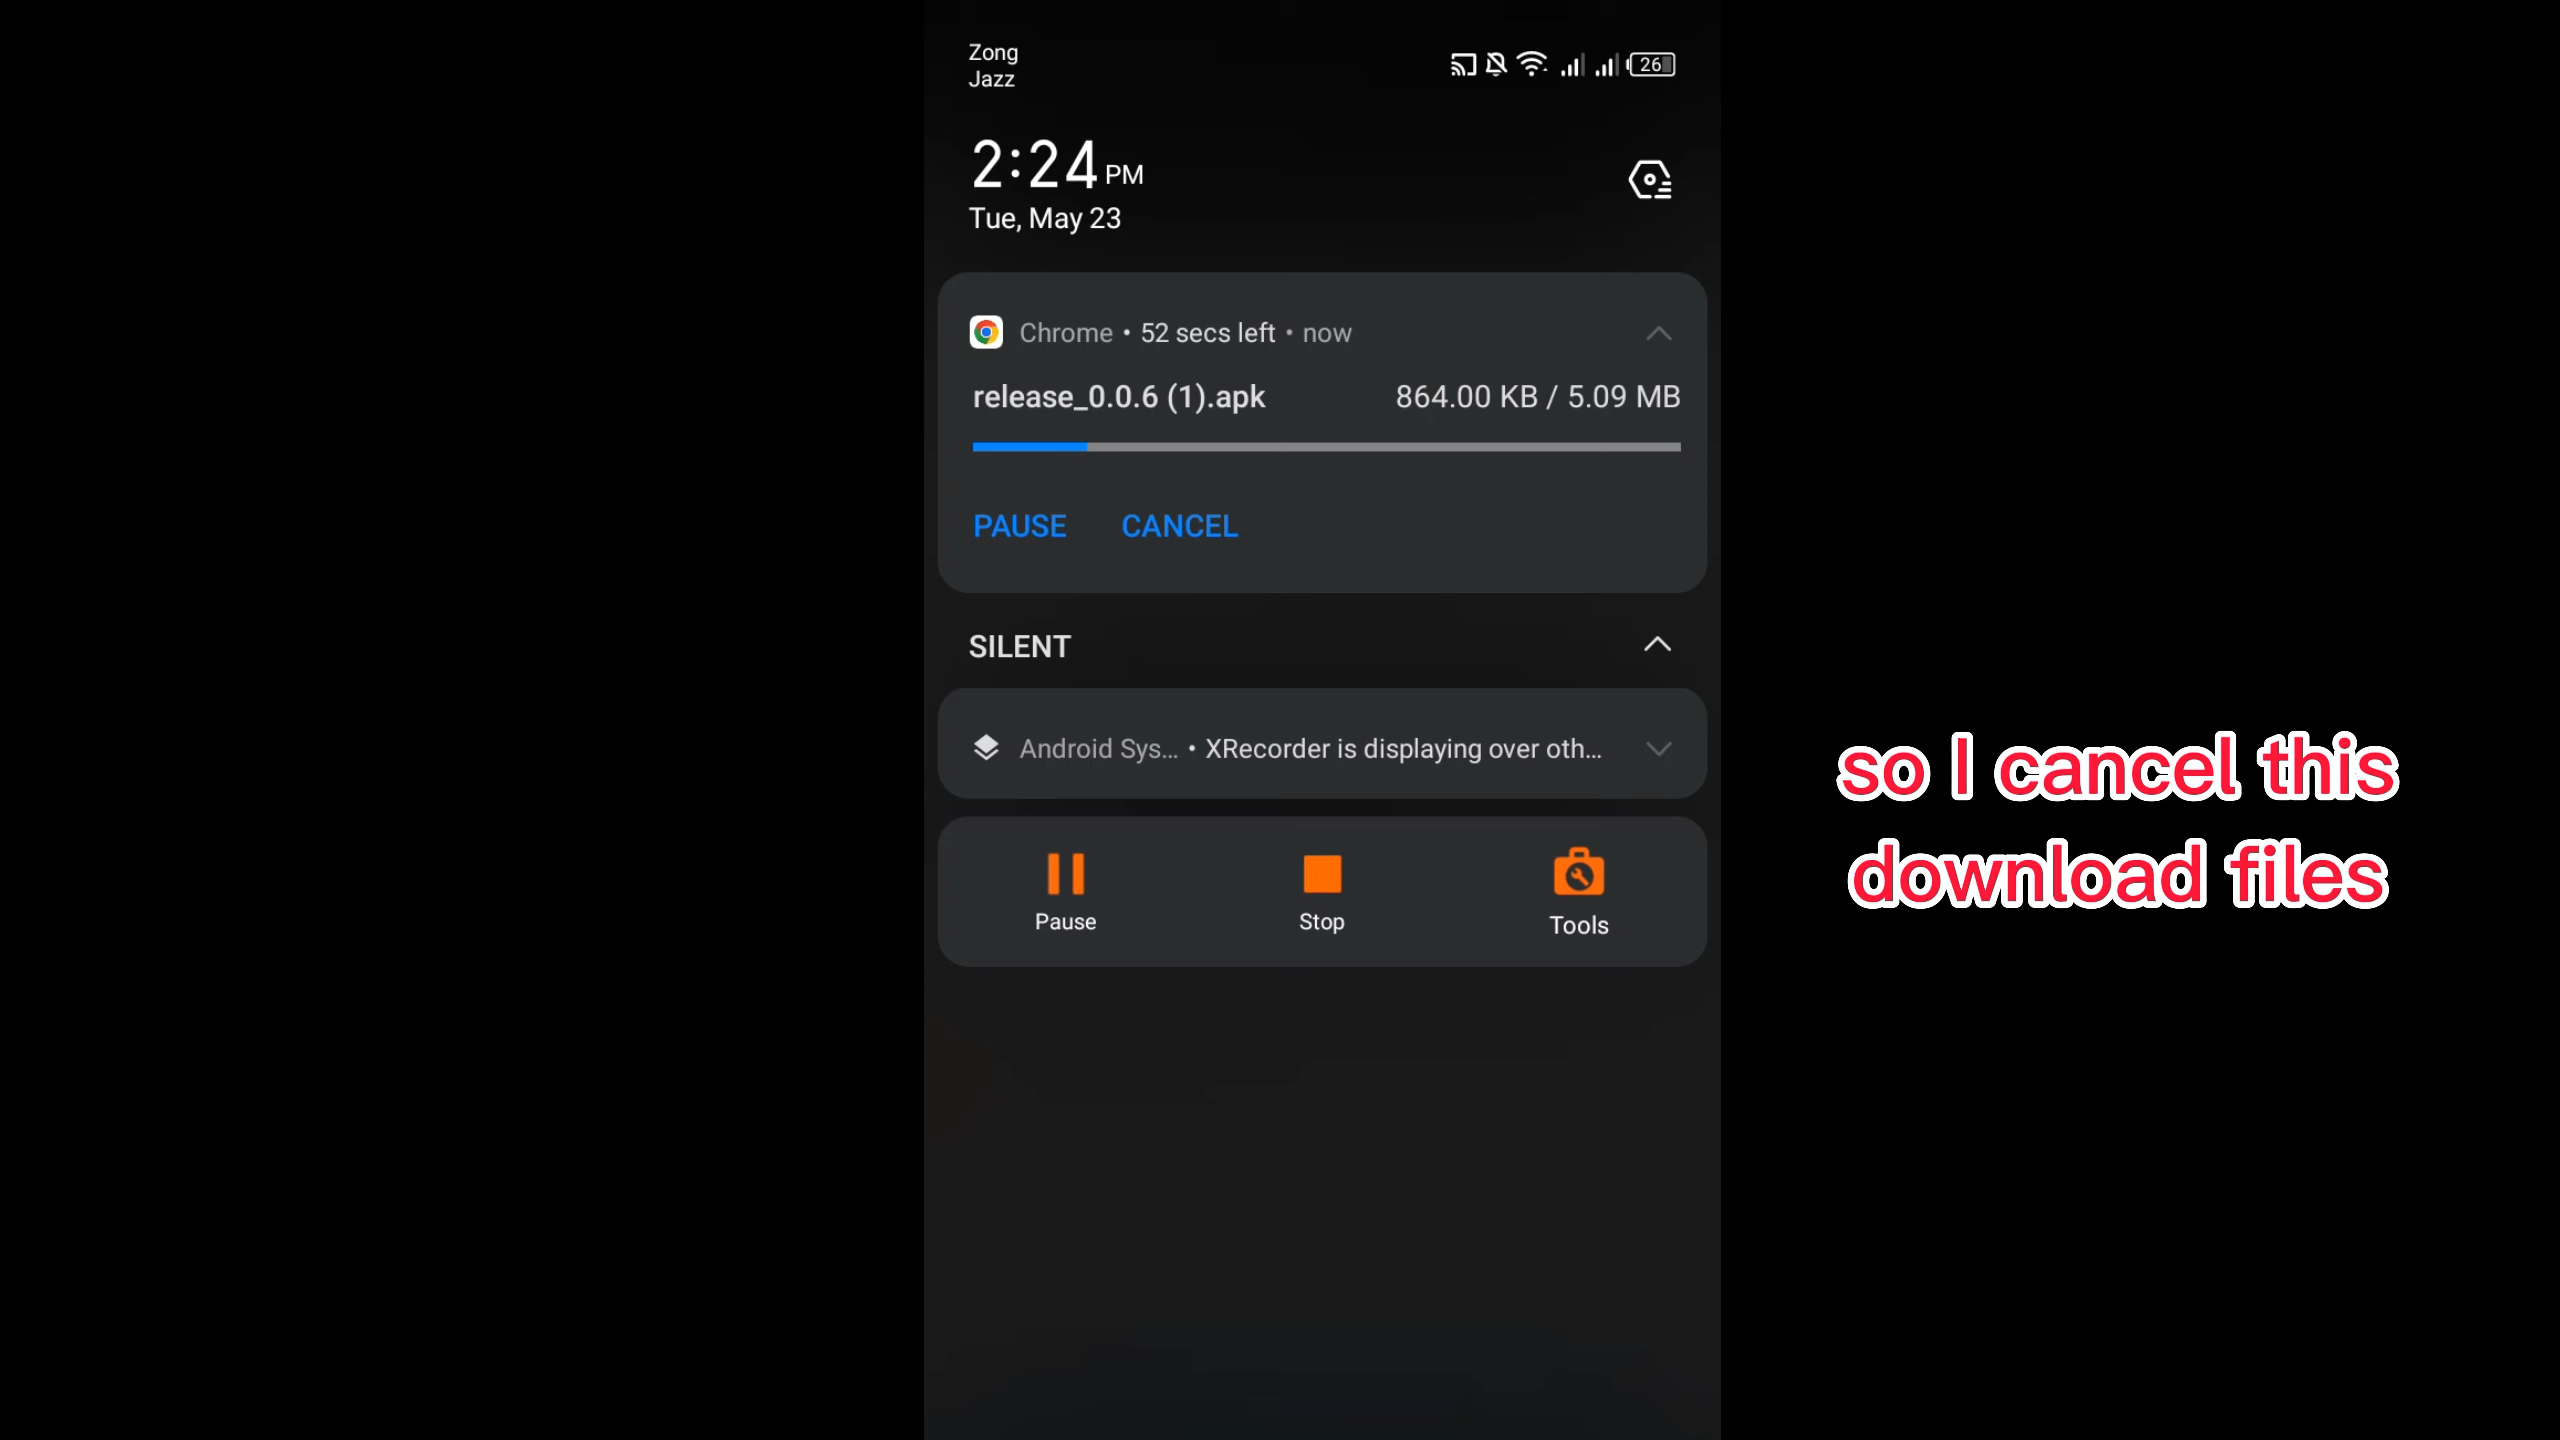 Zong
Jazz
26
2:24 PM
Tue, May 23
Chrome • 52 secs left • now
release_0.0.6 (1).apk 864.00 KB / 5.09 MB
PAUSE CANCEL
SILENT
Android Sys... • XRecorder is displaying over oth...
Pause Stop Tools
so I cancel this
download files